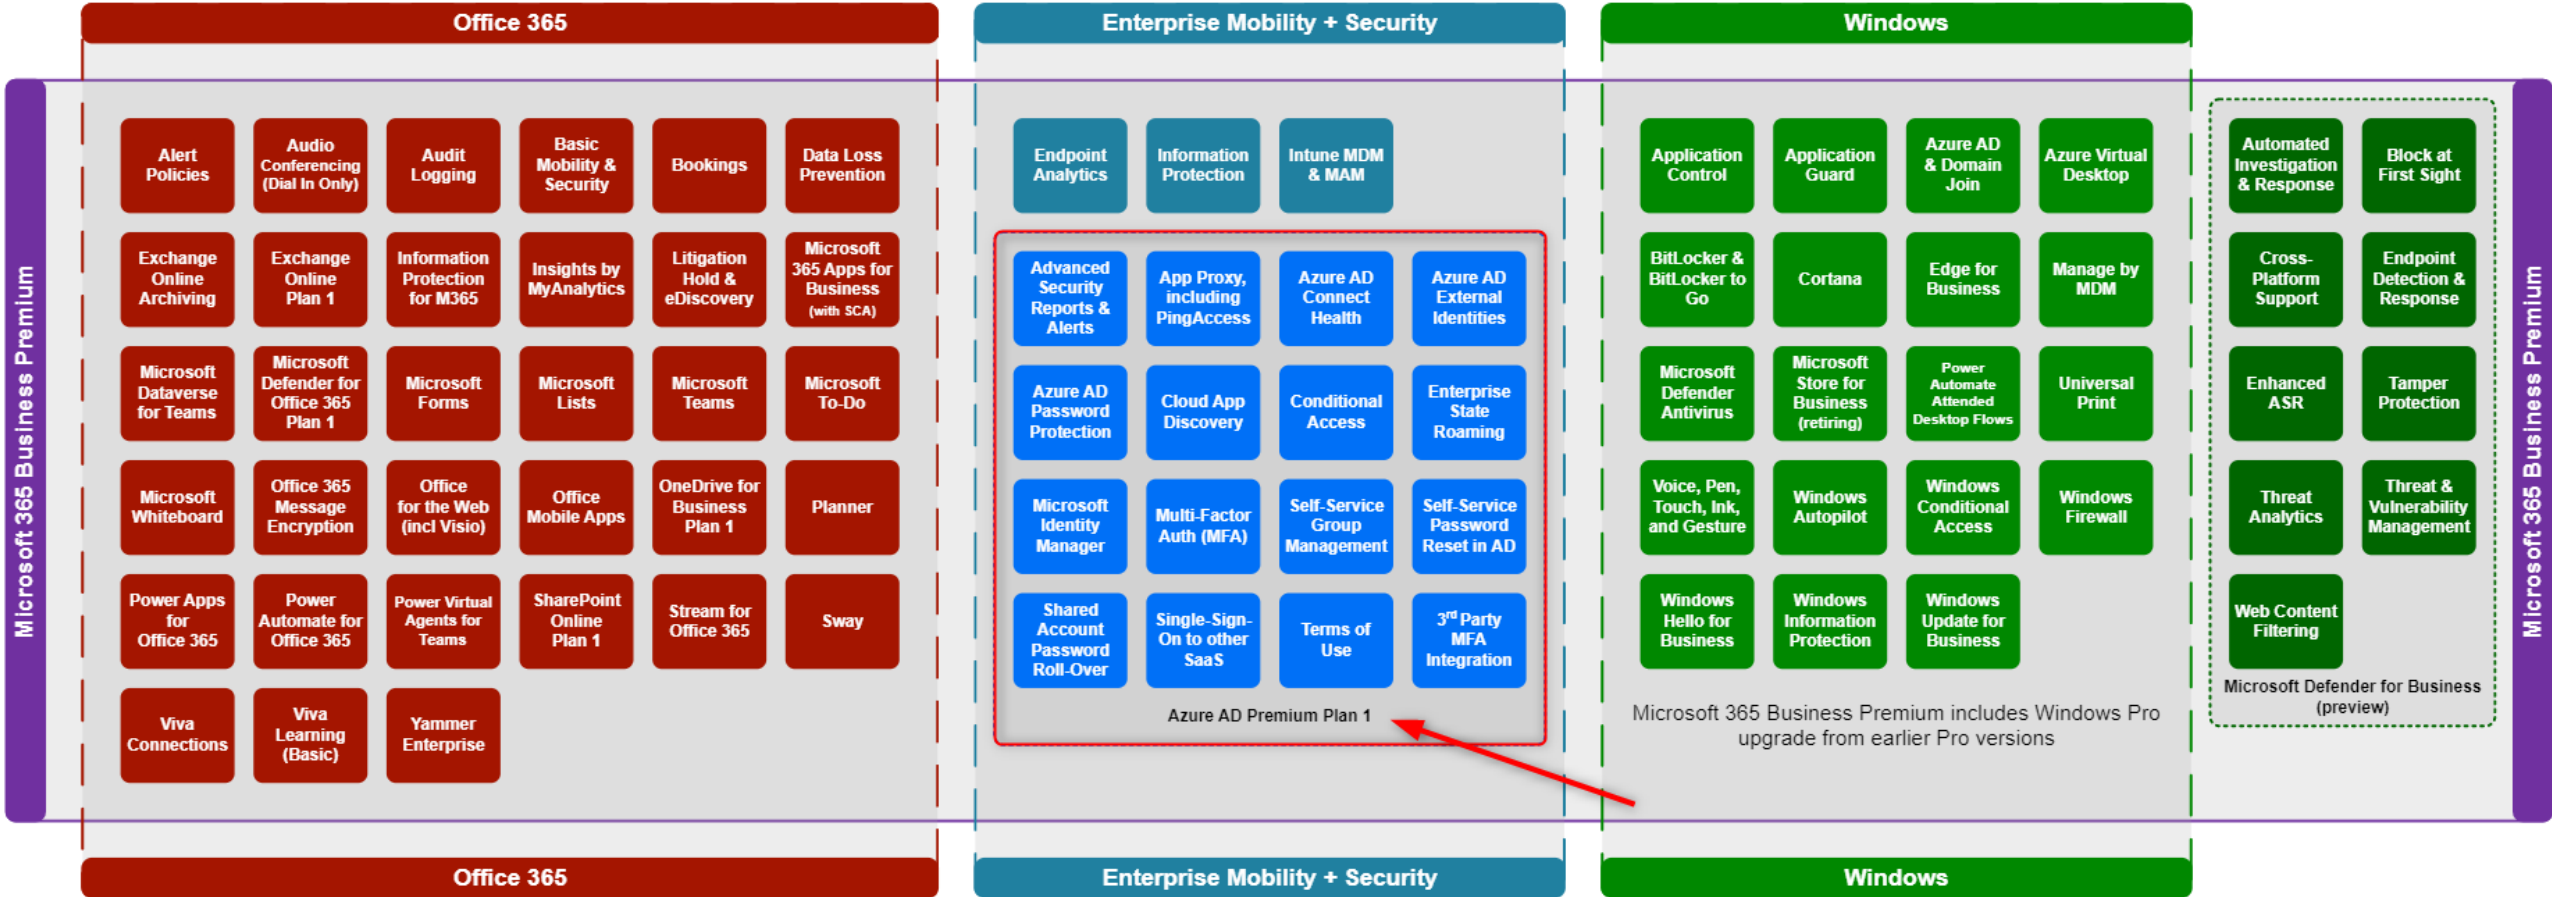 Office 365
Enterprise Mobility + Security
Windows
Microsoft 365 Business Premium
Alert
Policies
Audio
Conferencing
(Dial In Only)
Audit
Logging
Basic
Mobility &
Security
Bookings
Data Loss
Prevention
Exchange
Online
Archiving
Exchange
Online
Plan 1
Information
Protection
for M365
Insights by
MyAnalytics
Litigation
Hold &
eDiscovery
Microsoft
365 Apps for
Business
(with SCA)
Microsoft
Dataverse
for Teams
Microsoft
Defender for
Office 365
Plan 1
Microsoft
Forms
Microsoft
Lists
Microsoft
Teams
Microsoft
To-Do
Microsoft
Whiteboard
Office 365
Message
Encryption
Office
for the Web
(incl Visio)
Office
Mobile Apps
OneDrive for
Business
Plan 1
Planner
Power Apps
for
Office 365
Power
Automate for
Office 365
Power Virtual
Agents for
Teams
SharePoint
Online
Plan 1
Stream for
Office 365
Sway
Viva
Connections
Viva
Learning
(Basic)
Yammer
Enterprise
Endpoint
Analytics
Information
Protection
Intune MDM
& MAM
Advanced
Security
Reports &
Alerts
App Proxy,
including
PingAccess
Azure AD
Connect
Health
Azure AD
External
Identities
Azure AD
Password
Protection
Cloud App
Discovery
Conditional
Access
Enterprise
State
Roaming
Microsoft
Identity
Manager
Multi-Factor
Auth (MFA)
Self-Service
Group
Management
Self-Service
Password
Reset in AD
Shared
Account
Password
Roll-Over
Single-Sign-
On to other
SaaS
Terms of
Use
3rd Party
MFA
Integration
Azure AD Premium Plan 1
Application
Control
Application
Guard
Azure AD
& Domain
Join
Azure Virtual
Desktop
BitLocker &
BitLocker to
Go
Cortana
Edge for
Business
Manage by
MDM
Microsoft
Defender
Antivirus
Microsoft
Store for
Business
(retiring)
Power
Automate
Attended
Desktop Flows
Universal
Print
Voice, Pen,
Touch, Ink,
and Gesture
Windows
Autopilot
Windows
Conditional
Access
Windows
Firewall
Windows
Hello for
Business
Windows
Information
Protection
Windows
Update for
Business
Microsoft 365 Business Premium includes Windows Pro
upgrade from earlier Pro versions
Automated
Investigation
& Response
Block at
First Sight
Cross-
Platform
Support
Endpoint
Detection &
Response
Enhanced
ASR
Tamper
Protection
Threat
Analytics
Threat &
Vulnerability
Management
Web Content
Filtering
Microsoft Defender for Business
(preview)
Microsoft 365 Business Premium
Office 365
Enterprise Mobility + Security
Windows